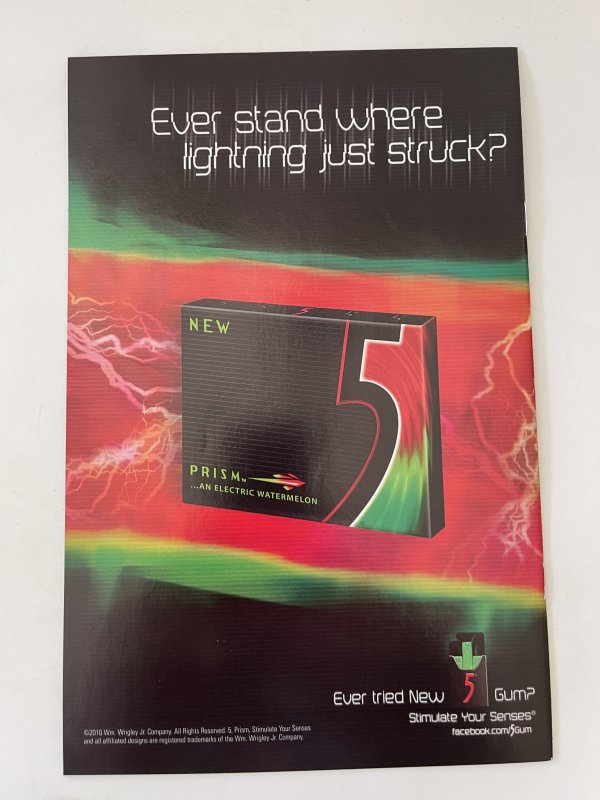 Ever stand where
lightning just struck?
5
NEW
5
PRISM™
...AN ELECTRIC WATERMELON
Ever tried New 5 Gum?
Stimulate Your Senses®
facebook.com/5Gum
©2010 Wm. Wrigley Jr. Company. All Rights Reserved. 5, Prism, Stimulate Your Senses
and all affiliated designs are registered trademarks of the Wm. Wrigley Jr. Company.